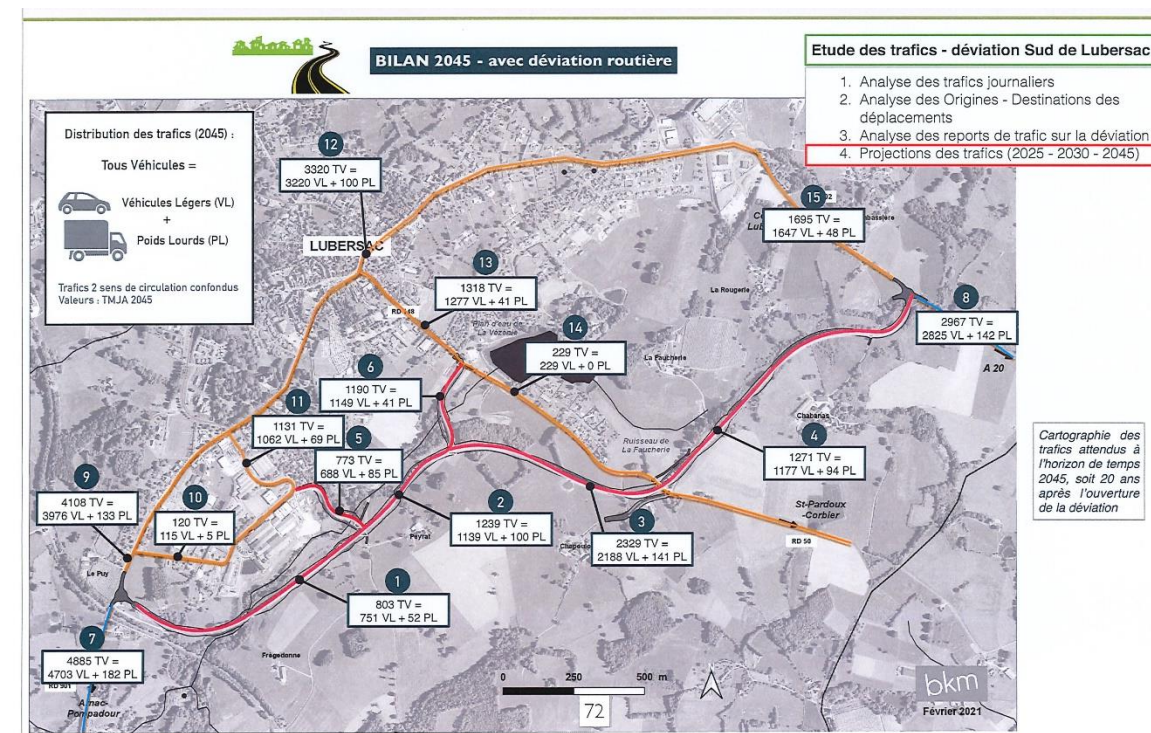 BILAN 2045 - avec déviation routière
Etude des trafics - déviation Sud de Lubersac
1. Analyse des trafics journaliers
2. Analyse des Origines - Destinations des
déplacements
3. Analyse des reports de trafic sur la déviation
4. Projections des trafics (2025 - 2030 - 2045)
Distribution des trafics (2045) :
Tous Véhicules =
Véhicules Légers (VL)
+
Poids Lourds (PL)
Trafics 2 sens de circulation confondus
Valeurs : TMJA 2045
12
3320 TV =
3220 VL + 100 PL
LUBERSAC
15
1695 TV =
1647 VL + 48 PL
13
1318 TV =
1277 VL + 41 PL
Plan d'eau de
La Vézénie
La Rougerie
8
2967 TV =
2825 VL + 142 PL
A 20
14
229 TV =
229 VL + 0 PL
La Faucherie
6
1190 TV =
1149 VL + 41 PL
11
1131 TV =
1062 VL + 69 PL
5
773 TV =
688 VL + 85 PL
Chabanas
4
1271 TV =
1177 VL + 94 PL
Ruisseau de
La Faucherie
9
4108 TV =
3976 VL + 133 PL
10
120 TV =
115 VL + 5 PL
2
1239 TV =
1139 VL + 100 PL
3
2329 TV =
2188 VL + 141 PL
St-Pardoux
-Corbier
RD 50
Peyrat
Le Puy
1
803 TV =
751 VL + 52 PL
Frégedonne
7
4885 TV =
4703 VL + 182 PL
Arnac-
Pompadour
0 250 500 m
72
bkm
Février 2021
Cartographie des
trafics attendus à
l'horizon de temps
2045, soit 20 ans
après l'ouverture
de la déviation